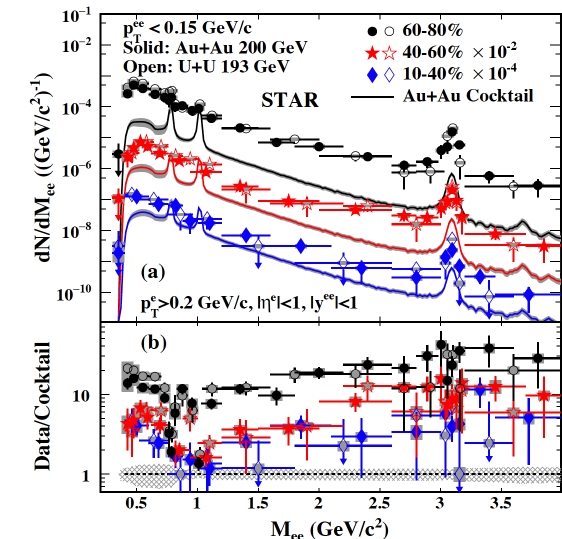 10⁻¹
p_T^ee < 0.15 GeV/c
60-80%
Solid: Au+Au 200 GeV
40-60% ×10⁻²
Open: U+U 193 GeV
10-40% ×10⁻⁴
10⁻²
STAR
Au+Au Cocktail
10⁻⁴
10⁻⁶
10⁻⁸
10⁻¹⁰
dN/dM_ee ((GeV/c²)⁻¹)
(a)
p_T^e>0.2 GeV/c, |η^e|<1, |y^ee|<1
(b)
10
1
Data/Cocktail
0.5 1 1.5 2 2.5 3 3.5
M_ee (GeV/c²)